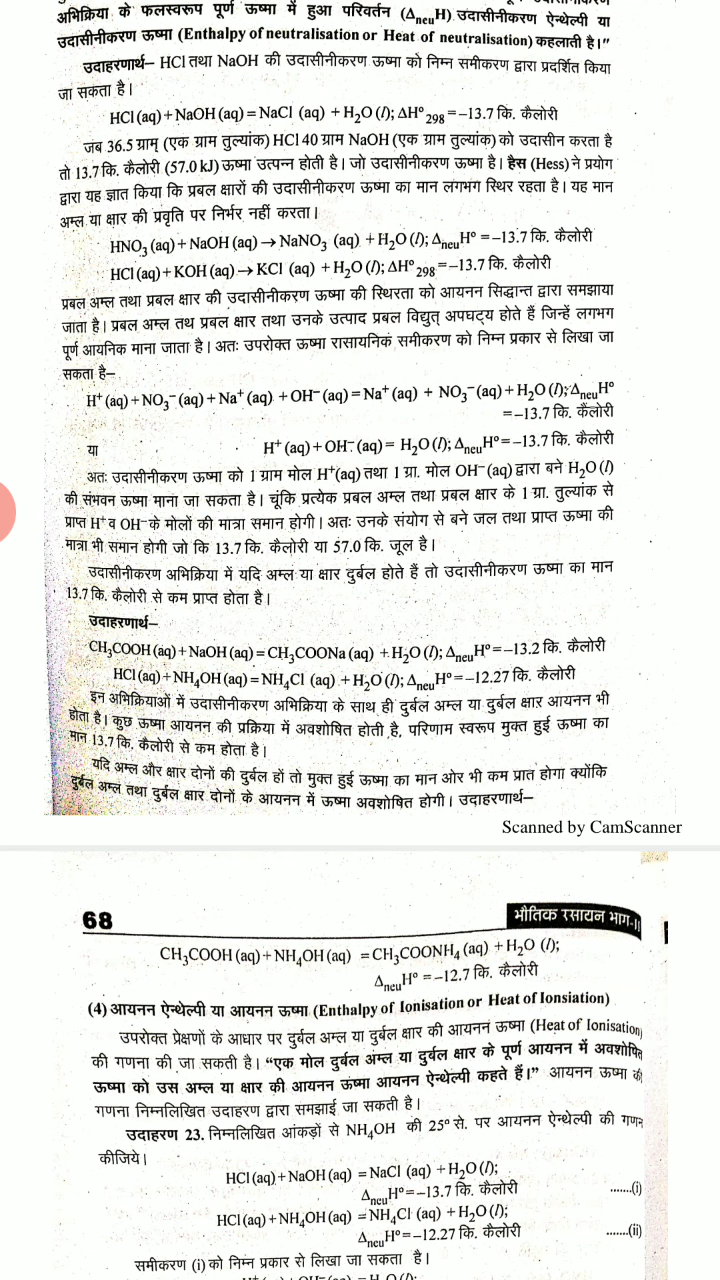 अभिक्रिया के फलस्वरूप पूर्ण ऊष्मा में हुआ परिवर्तन (ΔneuH) उदासीनीकरण ऐन्थेल्पी या
उदासीनीकरण ऊष्मा (Enthalpy of neutralisation or Heat of neutralisation) कहलाती है।"
उदाहरणार्थ– HCl तथा NaOH की उदासीनीकरण ऊष्मा को निम्न समीकरण द्वारा प्रदर्शित किया
जा सकता है।
HCl (aq) + NaOH (aq) = NaCl (aq) + H₂O (l); ΔH°298 = –13.7 कि. कैलोरी
जब 36.5 ग्राम (एक ग्राम तुल्यांक) HCl 40 ग्राम NaOH (एक ग्राम तुल्यांक) को उदासीन करता है
तो 13.7 कि. कैलोरी (57.0 kJ) ऊष्मा उत्पन्न होती है। जो उदासीनीकरण ऊष्मा है। हैस (Hess) ने प्रयोग
द्वारा यह ज्ञात किया कि प्रबल क्षारों की उदासीनीकरण ऊष्मा का मान लगभग स्थिर रहता है। यह मान
अम्ल या क्षार की प्रवृति पर निर्भर नहीं करता।
HNO₃ (aq) + NaOH (aq) → NaNO₃ (aq) + H₂O (l); ΔneuH° = –13.7 कि. कैलोरी
HCl (aq) + KOH (aq) → KCl (aq) + H₂O (l); ΔH°298 = –13.7 कि. कैलोरी
प्रबल अम्ल तथा प्रबल क्षार की उदासीनीकरण ऊष्मा की स्थिरता को आयनन सिद्धान्त द्वारा समझाया
जाता है। प्रबल अम्ल तथ प्रबल क्षार तथा उनके उत्पाद प्रबल विद्युत् अपघट्य होते हैं जिन्हें लगभग
पूर्ण आयनिक माना जाता है। अतः उपरोक्त ऊष्मा रासायनिक समीकरण को निम्न प्रकार से लिखा जा
सकता है–
H⁺ (aq) + NO₃⁻ (aq) + Na⁺ (aq) + OH⁻ (aq) = Na⁺ (aq) + NO₃⁻ (aq) + H₂O (l); ΔneuH°
= –13.7 कि. कैलोरी
या H⁺ (aq) + OH⁻ (aq) = H₂O (l); ΔneuH° = –13.7 कि. कैलोरी
अतः उदासीनीकरण ऊष्मा को 1 ग्राम मोल H⁺(aq) तथा 1 ग्रा. मोल OH⁻ (aq) द्वारा बने H₂O (l)
की संभवन ऊष्मा माना जा सकता है। चूंकि प्रत्येक प्रबल अम्ल तथा प्रबल क्षार के 1 ग्रा. तुल्यांक से
प्राप्त H⁺ व OH⁻ के मोलों की मात्रा समान होगी। अतः उनके संयोग से बने जल तथा प्राप्त ऊष्मा की
मात्रा भी समान होगी जो कि 13.7 कि. कैलोरी या 57.0 कि. जूल है।
उदासीनीकरण अभिक्रिया में यदि अम्ल या क्षार दुर्बल होते हैं तो उदासीनीकरण ऊष्मा का मान
13.7 कि. कैलोरी से कम प्राप्त होता है।
उदाहरणार्थ–
CH₃COOH (aq) + NaOH (aq) = CH₃COONa (aq) + H₂O (l); ΔneuH° = –13.2 कि. कैलोरी
HCl (aq) + NH₄OH (aq) = NH₄Cl (aq) + H₂O (l); ΔneuH° = –12.27 कि. कैलोरी
इन अभिक्रियाओं में उदासीनीकरण अभिक्रिया के साथ ही दुर्बल अम्ल या दुर्बल क्षार आयनन भी
होता है। कुछ ऊष्मा आयनन की प्रक्रिया में अवशोषित होती है, परिणाम स्वरूप मुक्त हुई ऊष्मा का
मान 13.7 कि. कैलोरी से कम होता है।
यदि अम्ल और क्षार दोनों की दुर्बल हों तो मुक्त हुई ऊष्मा का मान ओर भी कम प्रात होगा क्योंकि
दुर्बल अम्ल तथा दुर्बल क्षार दोनों के आयनन में ऊष्मा अवशोषित होगी। उदाहरणार्थ–
Scanned by CamScanner
68 भौतिक रसायन भाग-II
CH₃COOH (aq) + NH₄OH (aq) = CH₃COONH₄ (aq) + H₂O (l);
ΔneuH° = –12.7 कि. कैलोरी
(4) आयनन ऐन्थेल्पी या आयनन ऊष्मा (Enthalpy of Ionisation or Heat of Ionsiation)
उपरोक्त प्रेक्षणों के आधार पर दुर्बल अम्ल या दुर्बल क्षार की आयनन ऊष्मा (Heat of Ionisation)
की गणना की जा सकती है। "एक मोल दुर्बल अम्ल या दुर्बल क्षार के पूर्ण आयनन में अवशोषित
ऊष्मा को उस अम्ल या क्षार की आयनन ऊष्मा आयनन ऐन्थेल्पी कहते हैं।" आयनन ऊष्मा की
गणना निम्नलिखित उदाहरण द्वारा समझाई जा सकती है।
उदाहरण 23. निम्नलिखित आंकड़ों से NH₄OH की 25° से. पर आयनन ऐन्थेल्पी की गणन
कीजिये।
HCl (aq) + NaOH (aq) = NaCl (aq) + H₂O (l);
ΔneuH° = –13.7 कि. कैलोरी .......(i)
HCl (aq) + NH₄OH (aq) = NH₄Cl (aq) + H₂O (l);
ΔneuH° = –12.27 कि. कैलोरी .......(ii)
समीकरण (i) को निम्न प्रकार से लिखा जा सकता है।